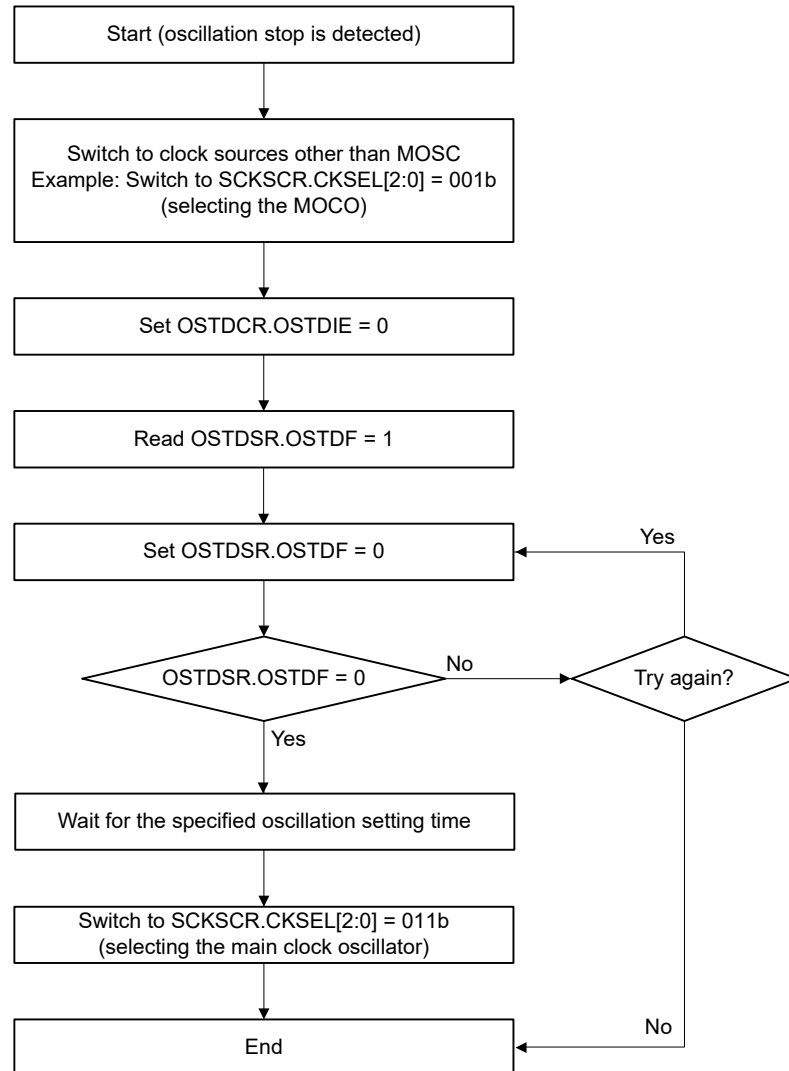 Start (oscillation stop is detected)
Switch to clock sources other than MOSC
Example: Switch to SCKSCR.CKSEL[2:0] = 001b
(selecting the MOCO)
Set OSTDCR.OSTDIE = 0
Read OSTDSR.OSTDF = 1
Set OSTDSR.OSTDF = 0
Yes
OSTDSR.OSTDF = 0
No
Try again?
Yes
Wait for the specified oscillation setting time
Switch to SCKSCR.CKSEL[2:0] = 011b
(selecting the main clock oscillator)
No
End